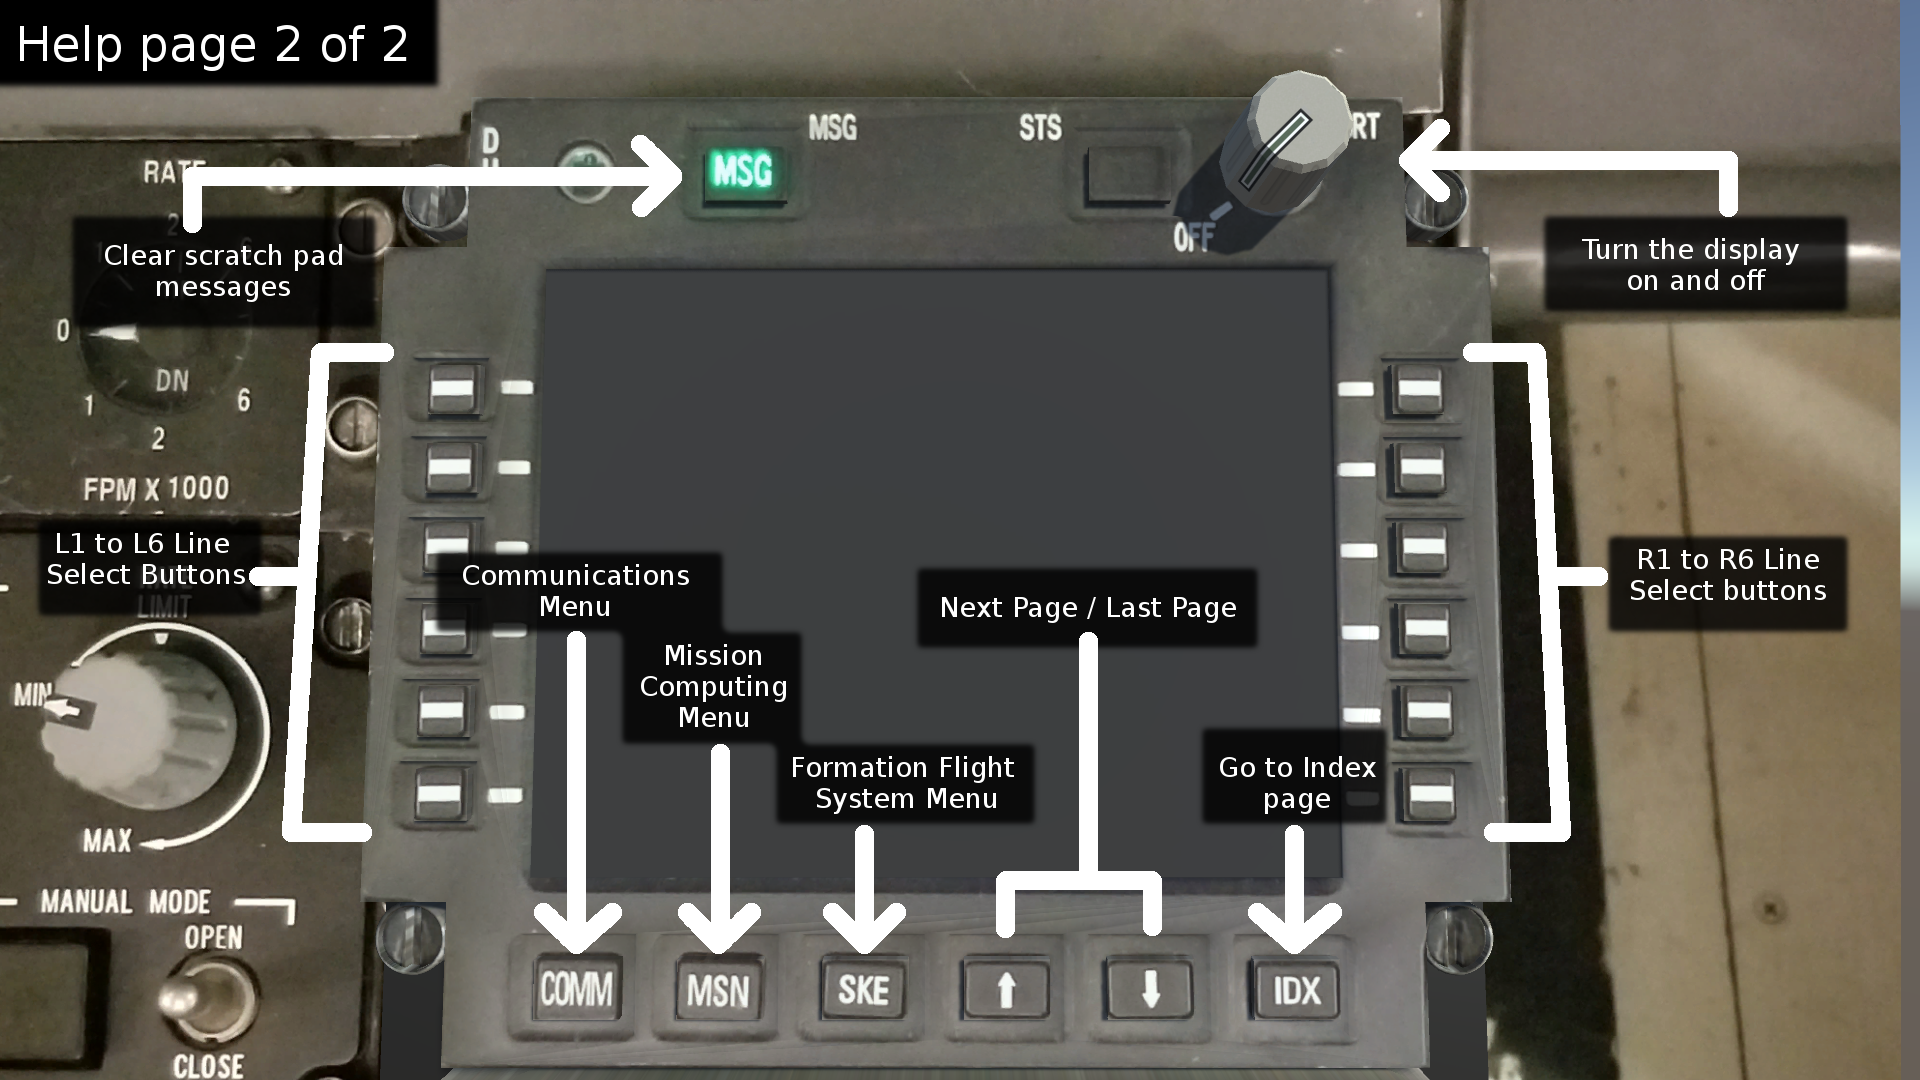 Help page 2 of 2
MSG
STS
MSG
OFF
RATE
2
Clear scratch pad
messages
Turn the display
on and off
0
DN
1
6
2
FPM X 1000
L1 to L6 Line
Select Buttons
LIMIT
Communications
Menu
Next Page / Last Page
R1 to R6 Line
Select buttons
Mission
Computing
Menu
MIN
Formation Flight
System Menu
Go to Index
page
MAX
MANUAL MODE
OPEN
CLOSE
COMM
MSN
SKE
IDX